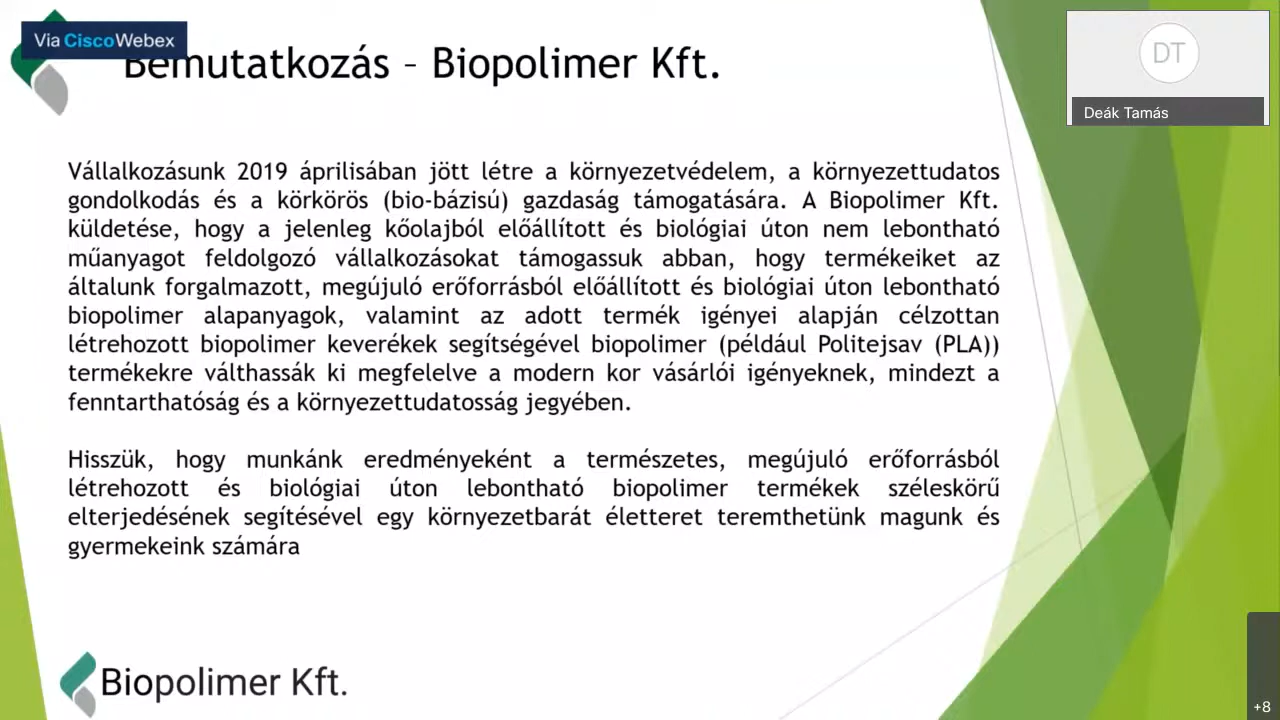 Via Cisco Webex
Bemutatkozás – Biopolimer Kft.
DT
Deák Tamás
Vállalkozásunk 2019 áprilisában jött létre a környezetvédelem, a környezettudatos
gondolkodás és a körkörös (bio-bázisú) gazdaság támogatására. A Biopolimer Kft.
küldetése, hogy a jelenleg kőolajból előállított és biológiai úton nem lebontható
műanyagot feldolgozó vállalkozásokat támogassuk abban, hogy termékeiket az
általunk forgalmazott, megújuló erőforrásból előállított és biológiai úton lebontható
biopolimer alapanyagok, valamint az adott termék igényei alapján célzottan
létrehozott biopolimer keverékek segítségével biopolimer (például Politejsav (PLA))
termékekre válthassák ki megfelelve a modern kor vásárlói igényeknek, mindezt a
fenntarthatóság és a környezettudatosság jegyében.
Hisszük, hogy munkánk eredményeként a természetes, megújuló erőforrásból
létrehozott és biológiai úton lebontható biopolimer termékek széleskörű
elterjedésének segítésével egy környezetbarát életteret teremthetünk magunk és
gyermekeink számára
Biopolimer Kft.
+8